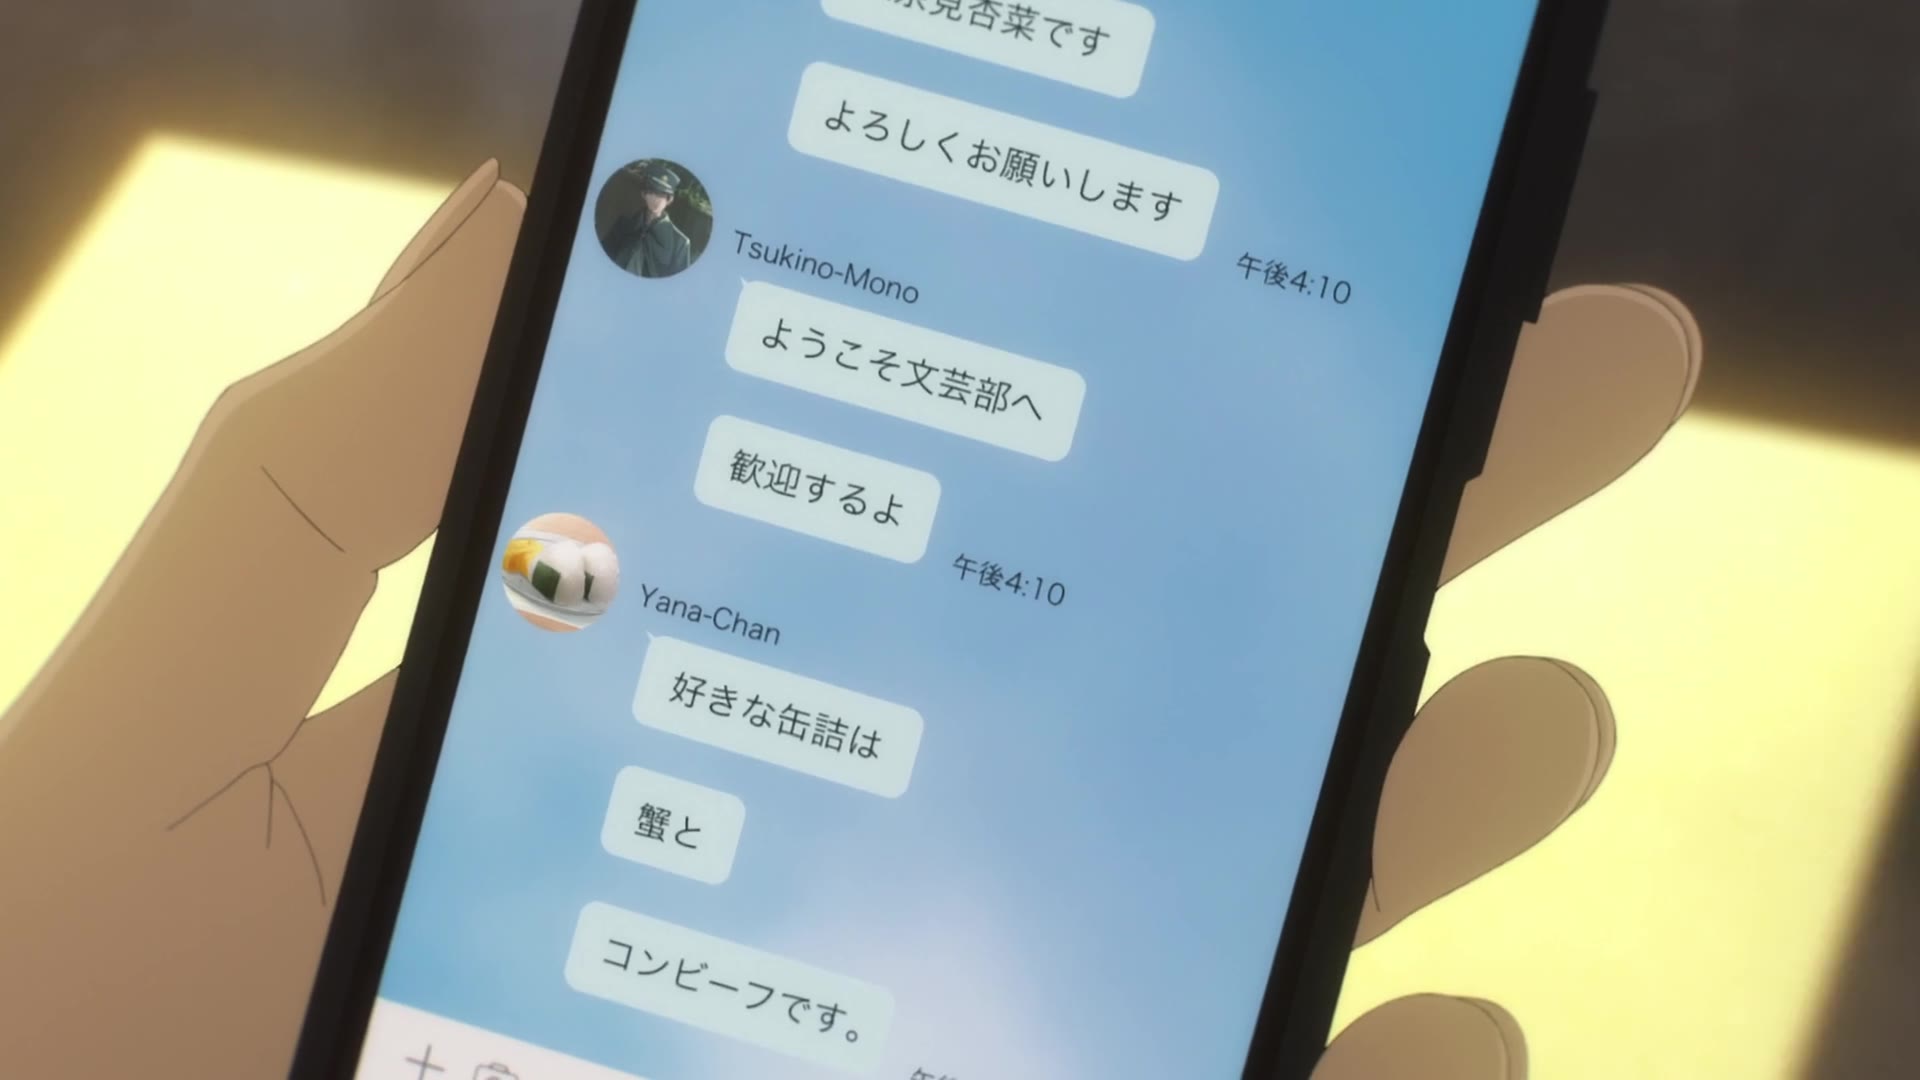 見杏菜です
よろしくお願いします
午後4:10
Tsukino-Mono
ようこそ文芸部へ
歓迎するよ
午後4:10
Yana-Chan
好きな缶詰は
蟹と
コンビーフです。